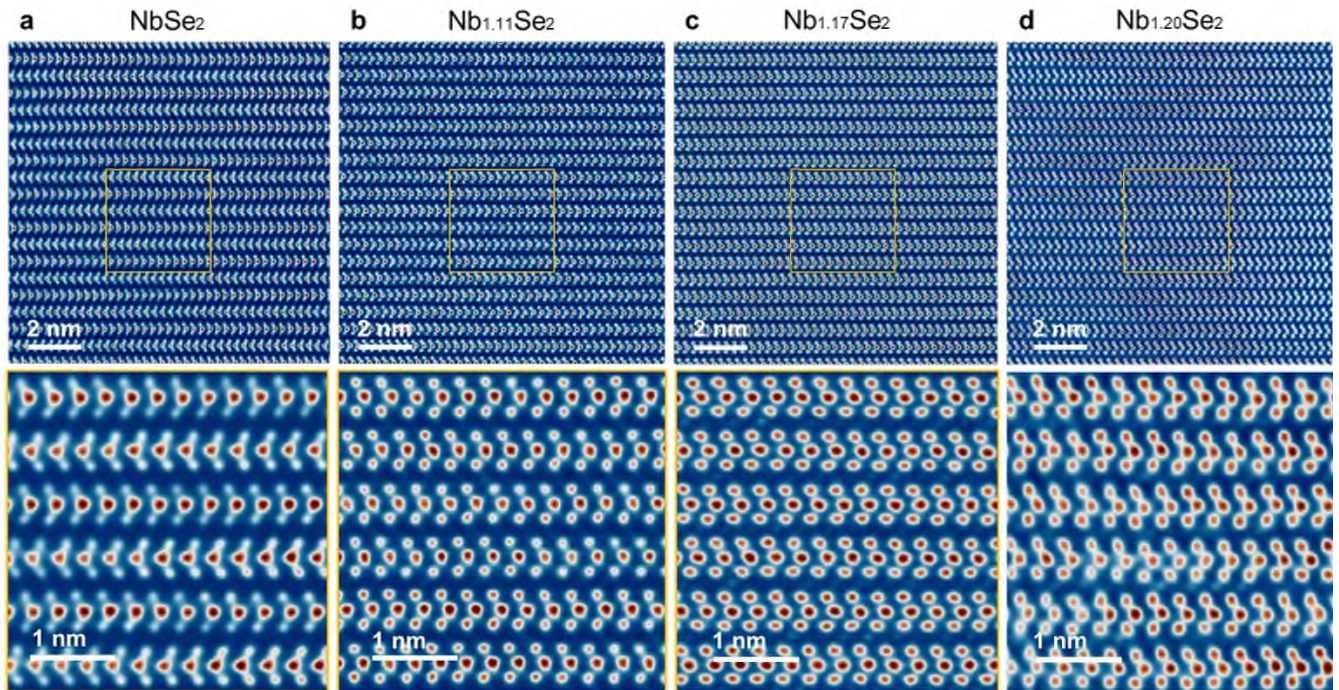 a NbSe₂ b Nb₁.₁₁Se₂ c Nb₁.₁₇Se₂ d Nb₁.₂₀Se₂
2 nm 2 nm 2 nm 2 nm
1 nm 1 nm 1 nm 1 nm